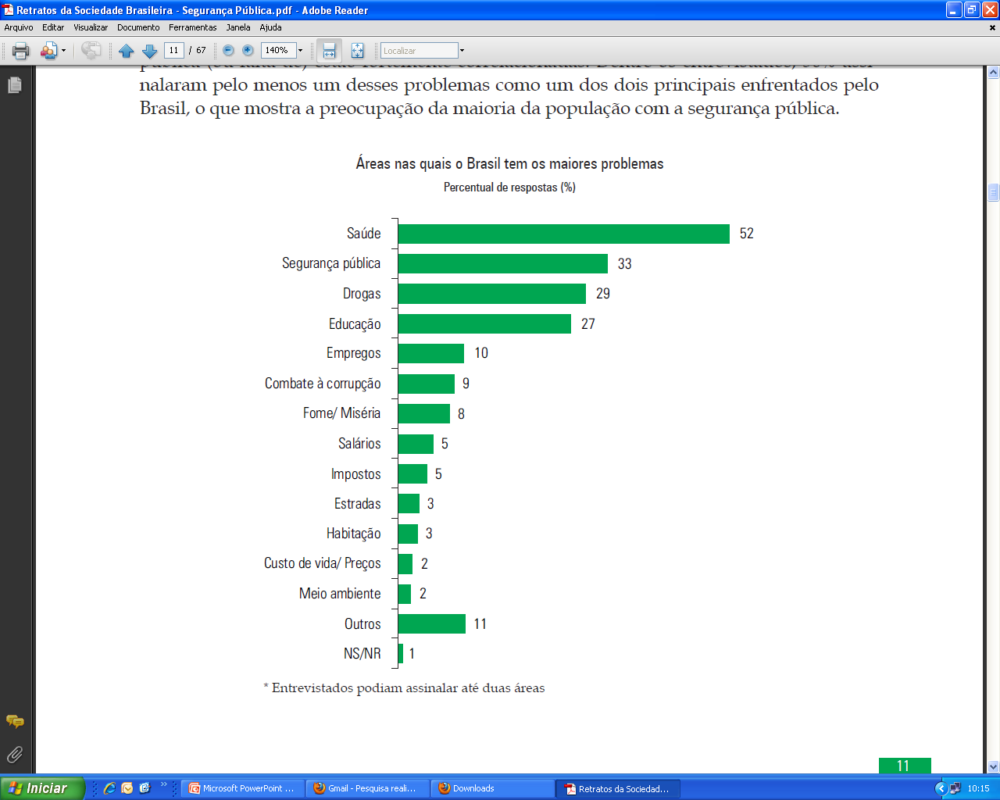 Retratos da Sociedade Brasileira - Segurança Pública.pdf - Adobe Reader
Arquivo Editar Visualizar Documento Ferramentas Janela Ajuda
11 / 67 140% Localizar
nalaram pelo menos um desses problemas como um dos dois principais enfrentados pelo
Brasil, o que mostra a preocupação da maioria da população com a segurança pública.
Áreas nas quais o Brasil tem os maiores problemas
Percentual de respostas (%)
Saúde 52
Segurança pública 33
Drogas 29
Educação 27
Empregos 10
Combate à corrupção 9
Fome/ Miséria 8
Salários 5
Impostos 5
Estradas 3
Habitação 3
Custo de vida/ Preços 2
Meio ambiente 2
Outros 11
NS/NR 1
* Entrevistados podiam assinalar até duas áreas
11
Iniciar Microsoft PowerPoint ... Gmail - Pesquisa reali... Downloads Retratos da Sociedad... 10:15